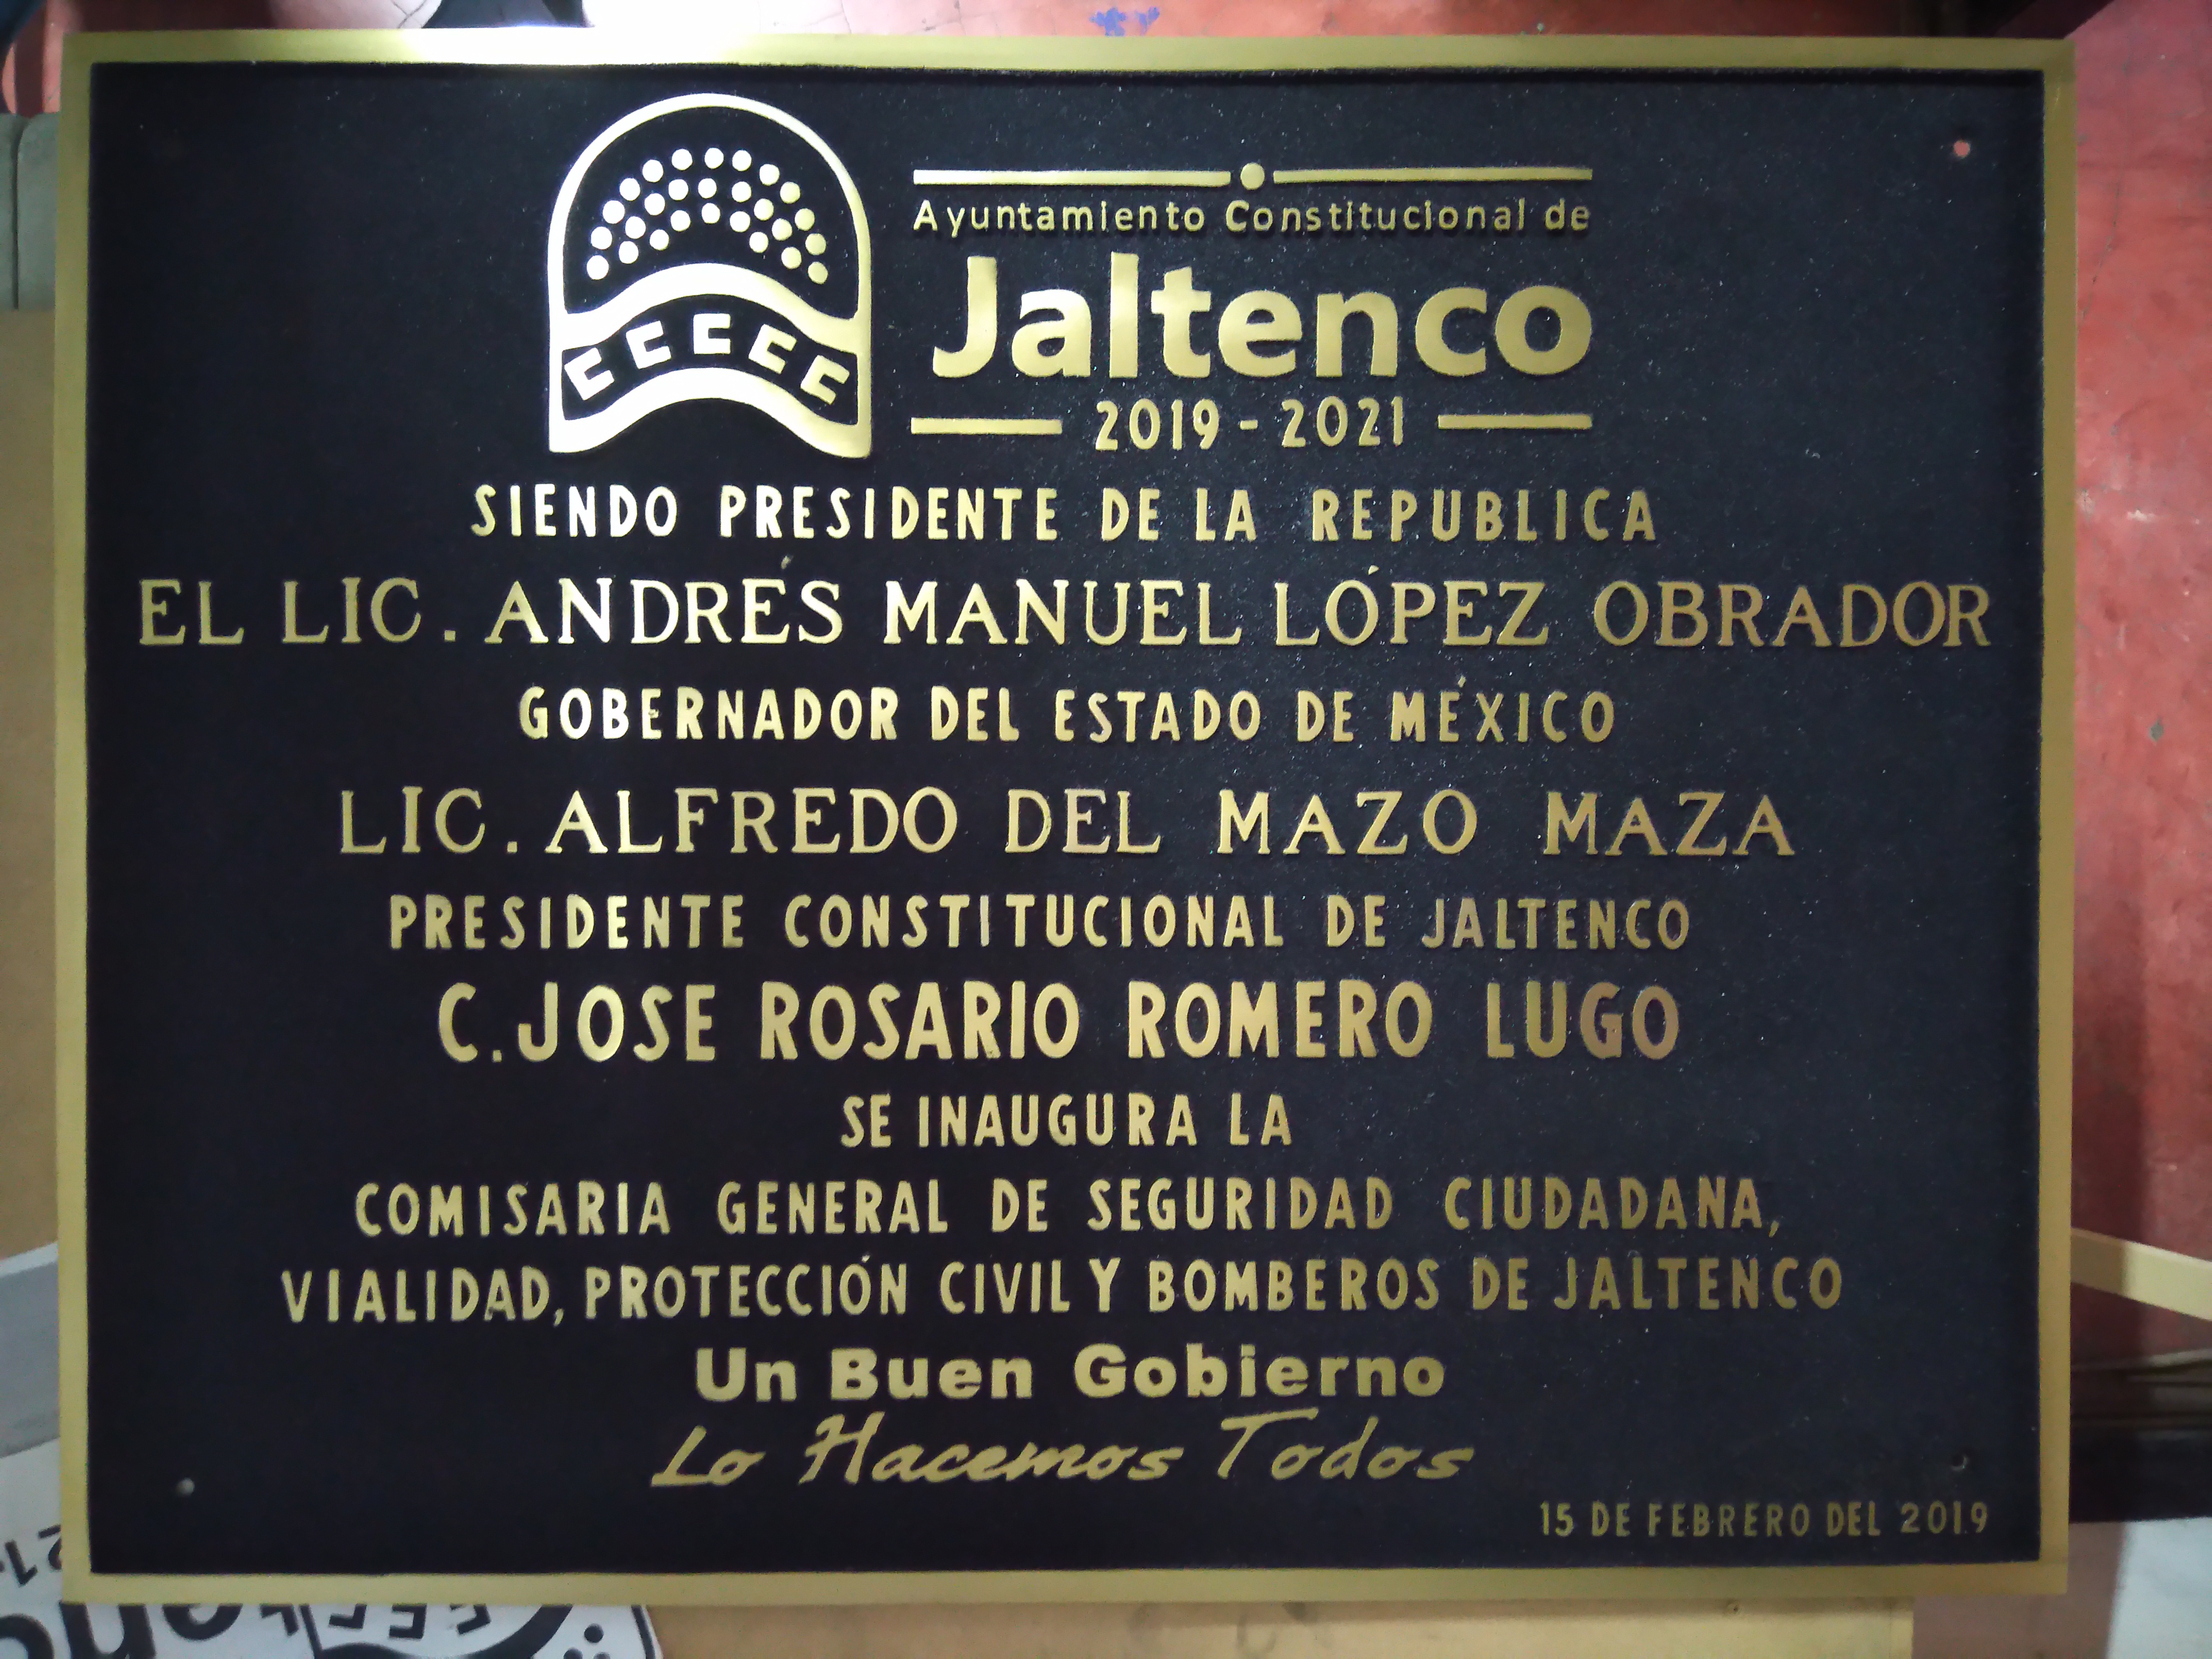 Ayuntamiento Constitucional de
Jaltenco
2019 - 2021
SIENDO PRESIDENTE DE LA REPUBLICA
EL LIC. ANDRÉS MANUEL LÓPEZ OBRADOR
GOBERNADOR DEL ESTADO DE MÉXICO
LIC. ALFREDO DEL MAZO MAZA
PRESIDENTE CONSTITUCIONAL DE JALTENCO
C. JOSE ROSARIO ROMERO LUGO
SE INAUGURA LA
COMISARIA GENERAL DE SEGURIDAD CIUDADANA,
VIALIDAD, PROTECCIÓN CIVIL Y BOMBEROS DE JALTENCO
Un Buen Gobierno
Lo Hacemos Todos
15 DE FEBRERO DEL 2019